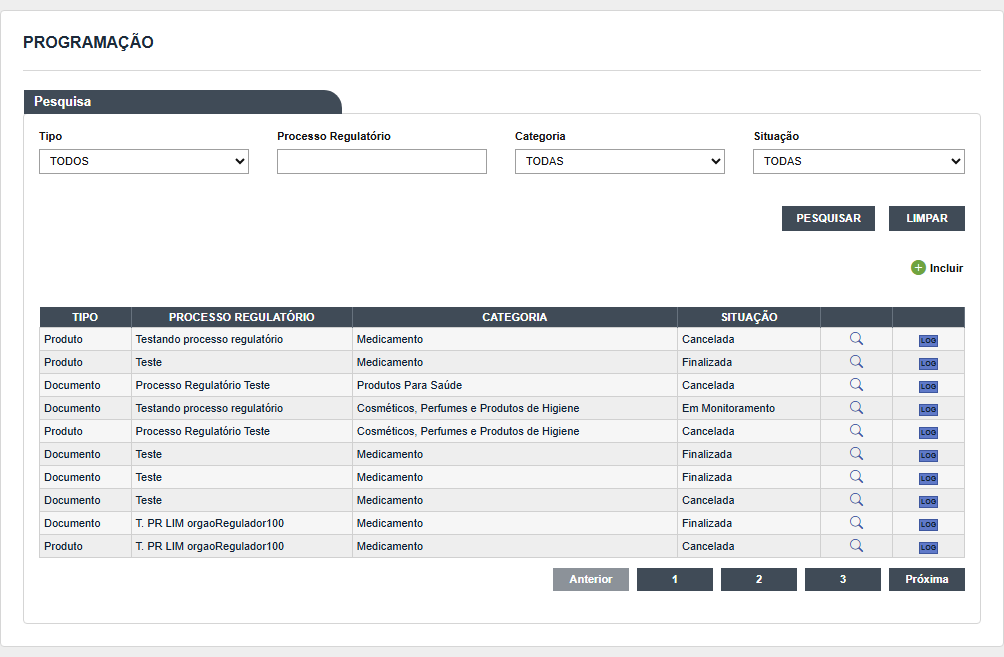 PROGRAMAÇÃO
Pesquisa
Tipo Processo Regulatório Categoria Situação
TODOS TODAS TODAS
PESQUISAR LIMPAR
Incluir
TIPO PROCESSO REGULATÓRIO CATEGORIA SITUAÇÃO
Produto Testando processo regulatório Medicamento Cancelada LOG
Produto Teste Medicamento Finalizada LOG
Documento Processo Regulatório Teste Produtos Para Saúde Cancelada LOG
Documento Testando processo regulatório Cosméticos, Perfumes e Produtos de Higiene Em Monitoramento LOG
Produto Processo Regulatório Teste Cosméticos, Perfumes e Produtos de Higiene Cancelada LOG
Documento Teste Medicamento Finalizada LOG
Documento Teste Medicamento Finalizada LOG
Documento Teste Medicamento Cancelada LOG
Documento T. PR LIM orgaoRegulador100 Medicamento Finalizada LOG
Produto T. PR LIM orgaoRegulador100 Medicamento Cancelada LOG
Anterior 1 2 3 Próxima